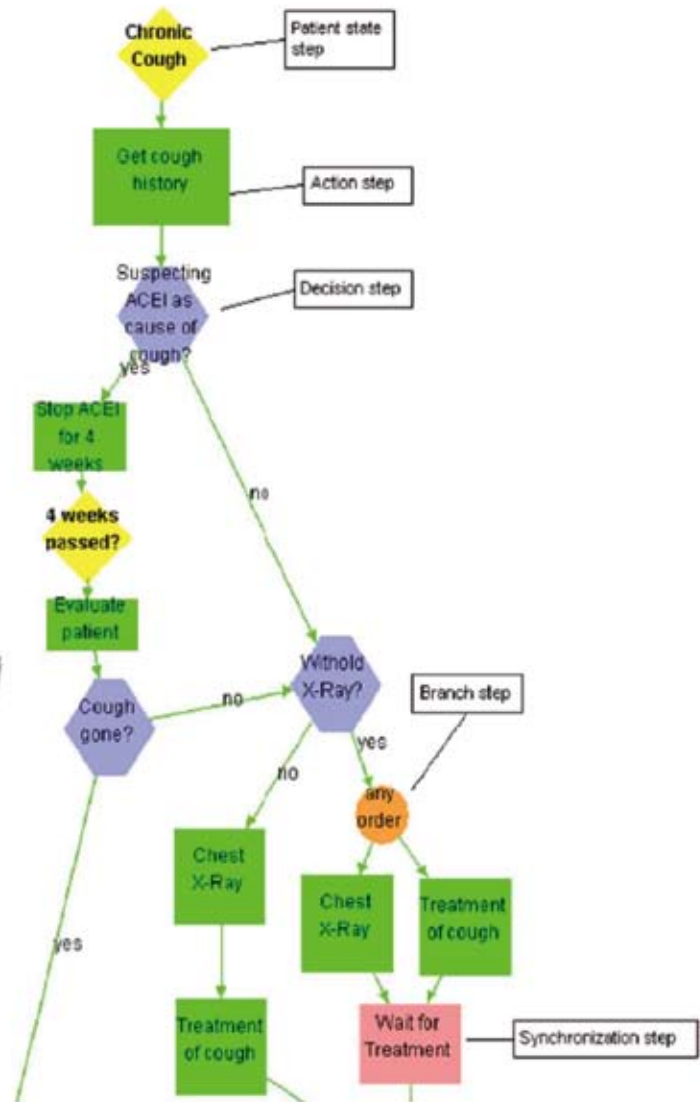 Chronic
Cough
Patient state
step
Get cough
history
Action step
Suspecting
ACEI as
cause of
cough?
Decision step
yes
no
Stop ACEI
for 4
weeks
4 weeks
passed?
Evaluate
patient
Cough
gone?
no
Withold
X-Ray?
Branch step
no
yes
any
order
Chest
X-Ray
Chest
X-Ray
Treatment
of cough
yes
Treatment
of cough
Wait for
Treatment
Synchronization step